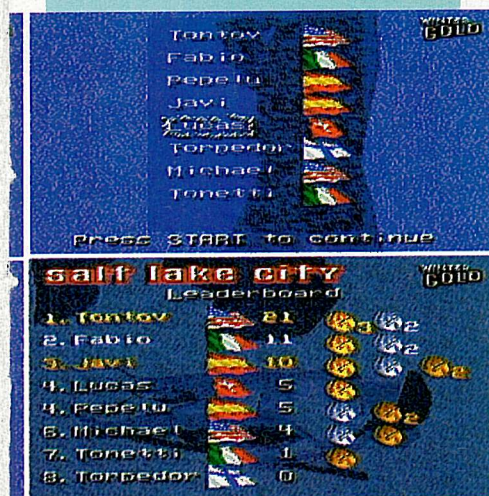 WINTER
GOLD
Tontov
Fabio
Pepelu
Javi
Lucas
Torpedor
Michael
Tonetti
Press START to continue
salt lake city
WINTER
GOLD
Leaderboard
1. Tontov 21 3 2
2. Fabio 11 2
3. Javi 10 2
4. Lucas 5
4. Pepelu 5 2
6. Michael 4
7. Tonetti 1
8. Torpedor 0